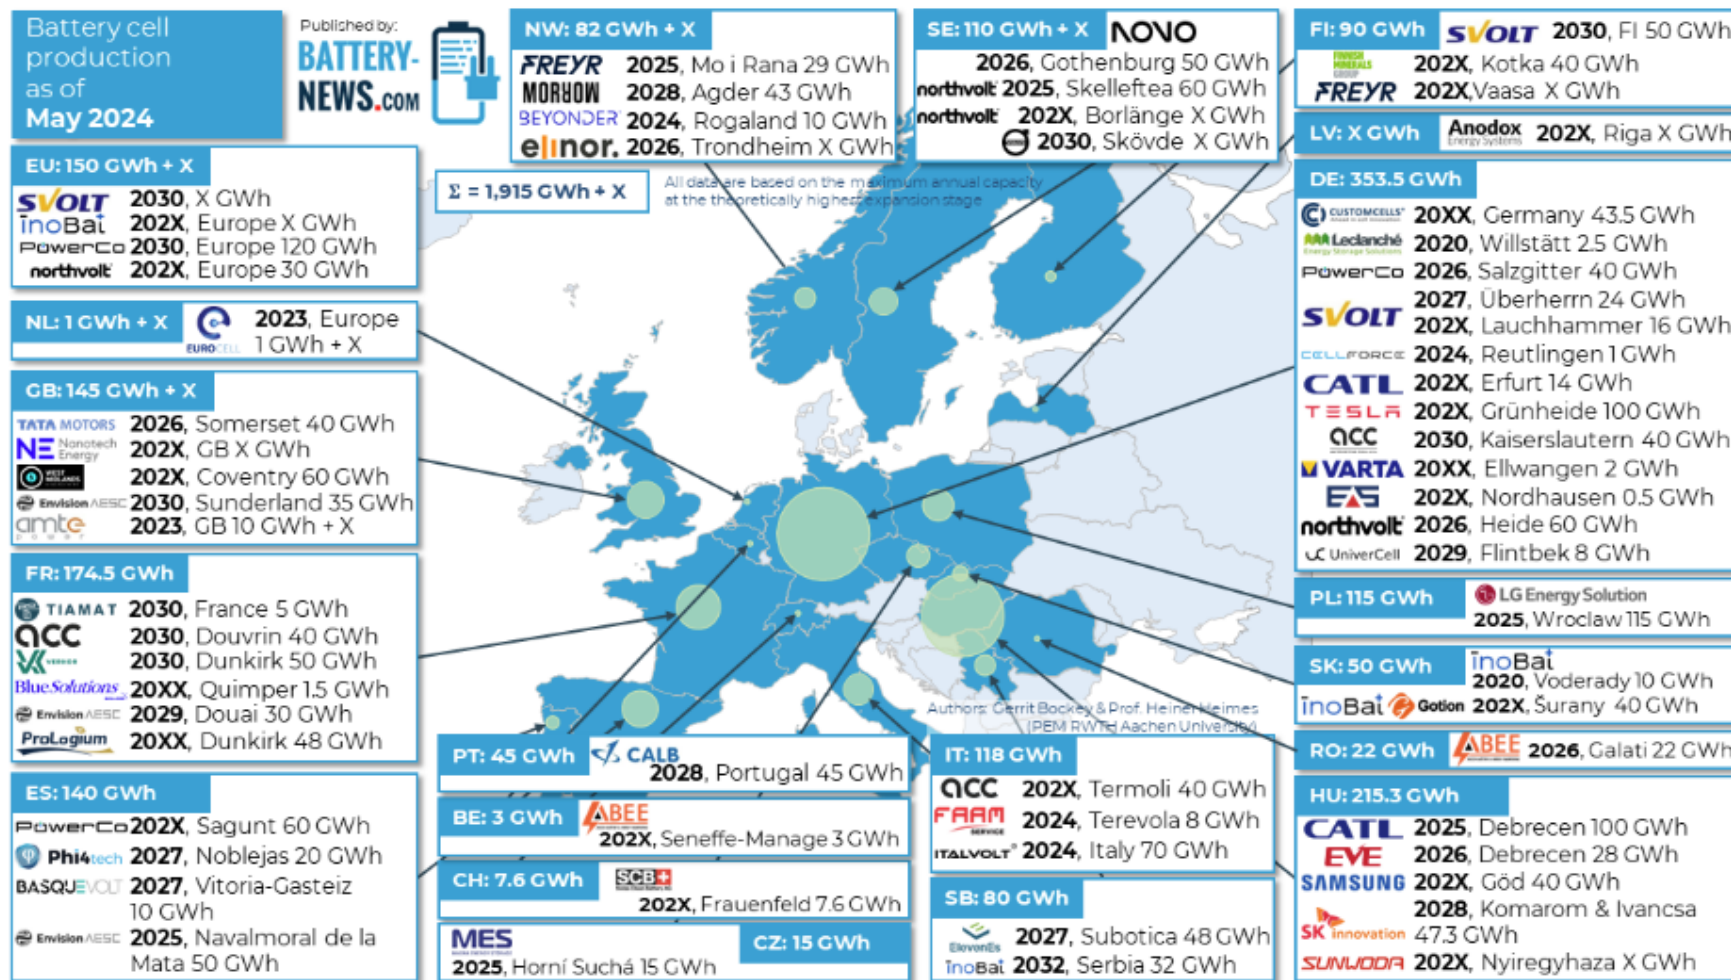 Battery cell
production
as of
May 2024
Published by:
BATTERY-
NEWS.COM
EU: 150 GWh + X
SVOLT 2030, X GWh
inoBat 202X, Europe X GWh
PowerCo 2030, Europe 120 GWh
northvolt 202X, Europe 30 GWh
NL: 1 GWh + X
EUROCELL 2023, Europe
1 GWh + X
GB: 145 GWh + X
TATA MOTORS 2026, Somerset 40 GWh
NE Nanotech Energy 202X, GB X GWh
WEST MIDLANDS 202X, Coventry 60 GWh
Envision AESC 2030, Sunderland 35 GWh
amte power 2023, GB 10 GWh + X
FR: 174.5 GWh
TIAMAT 2030, France 5 GWh
acc 2030, Douvrin 40 GWh
VERKOR 2030, Dunkirk 50 GWh
BlueSolutions 20XX, Quimper 1.5 GWh
Envision AESC 2029, Douai 30 GWh
ProLogium 20XX, Dunkirk 48 GWh
ES: 140 GWh
PowerCo 202X, Sagunt 60 GWh
Phi4tech 2027, Noblejas 20 GWh
BASQUEVOLT 2027, Vitoria-Gasteiz
10 GWh
Envision AESC 2025, Navalmoral de la
Mata 50 GWh
NW: 82 GWh + X
FREYR 2025, Mo i Rana 29 GWh
MORROW 2028, Agder 43 GWh
BEYONDER 2024, Rogaland 10 GWh
elinor. 2026, Trondheim X GWh
Σ = 1,915 GWh + X
All data are based on the maximum annual capacity
at the theoretically highest expansion stage
SE: 110 GWh + X NOVO
2026, Gothenburg 50 GWh
northvolt 2025, Skelleftea 60 GWh
northvolt 202X, Borlänge X GWh
2030, Skövde X GWh
FI: 90 GWh SVOLT 2030, FI 50 GWh
FINNISH MINERALS GROUP 202X, Kotka 40 GWh
FREYR 202X,Vaasa X GWh
LV: X GWh Anodox Energy Systems 202X, Riga X GWh
DE: 353.5 GWh
CUSTOMCELLS 20XX, Germany 43.5 GWh
Leclanché Energy Storage Solutions 2020, Willstätt 2.5 GWh
PowerCo 2026, Salzgitter 40 GWh
SVOLT 2027, Überherrn 24 GWh
202X, Lauchhammer 16 GWh
CELLFORCE 2024, Reutlingen 1 GWh
CATL 202X, Erfurt 14 GWh
TESLA 202X, Grünheide 100 GWh
acc 2030, Kaiserslautern 40 GWh
VARTA 20XX, Ellwangen 2 GWh
EAS 202X, Nordhausen 0.5 GWh
northvolt 2026, Heide 60 GWh
UniverCell 2029, Flintbek 8 GWh
PL: 115 GWh LG Energy Solution
2025, Wroclaw 115 GWh
SK: 50 GWh inoBat
2020, Voderady 10 GWh
inoBat Gotion 202X, Šurany 40 GWh
RO: 22 GWh ABEE 2026, Galati 22 GWh
HU: 215.3 GWh
CATL 2025, Debrecen 100 GWh
EVE 2026, Debrecen 28 GWh
SAMSUNG 202X, Göd 40 GWh
SK innovation 2028, Komarom & Ivancsa
47.3 GWh
SUNWODA 202X, Nyiregyhaza X GWh
Authors: Gerrit Bockey & Prof. Heiner Heimes
(PEM RWTH Aachen University)
PT: 45 GWh CALB
2028, Portugal 45 GWh
BE: 3 GWh ABEE
202X, Seneffe-Manage 3 GWh
CH: 7.6 GWh SCB
202X, Frauenfeld 7.6 GWh
MES CZ: 15 GWh
2025, Horní Suchá 15 GWh
IT: 118 GWh
acc 202X, Termoli 40 GWh
FAAM SERVICE 2024, Terevola 8 GWh
ITALVOLT 2024, Italy 70 GWh
SB: 80 GWh
ElevenEs 2027, Subotica 48 GWh
inoBat 2032, Serbia 32 GWh